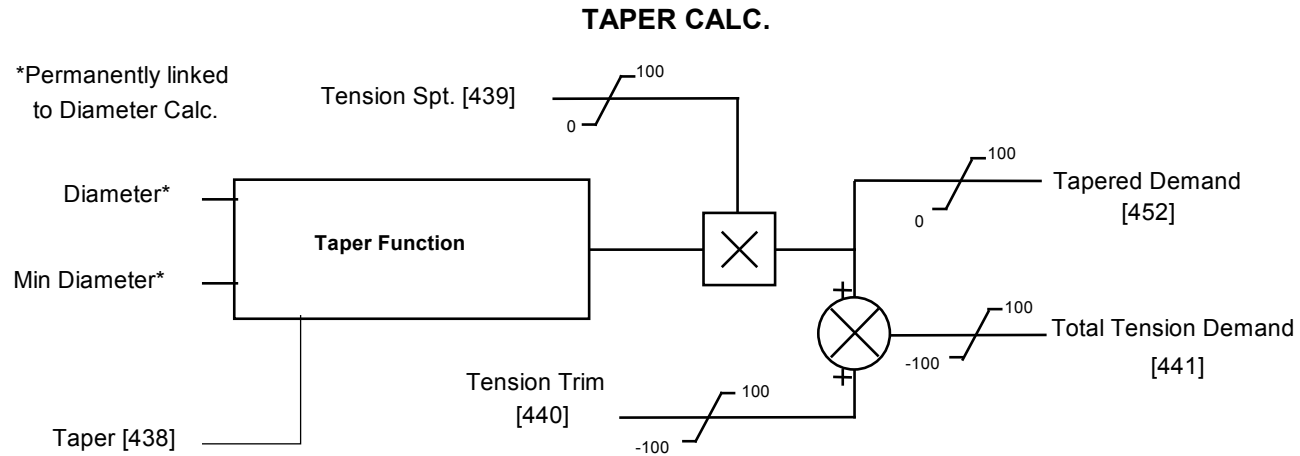 TAPER CALC.
*Permanently linked
to Diameter Calc.
Tension Spt. [439]
100
0
Diameter*
Min Diameter*
Taper Function
100
0
Tapered Demand
[452]
+
+
100
-100
Total Tension Demand
[441]
Tension Trim
[440]
100
-100
Taper [438]